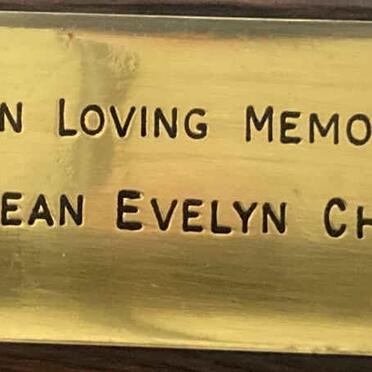 N LOVING MEMO
EAN EVELYN CH